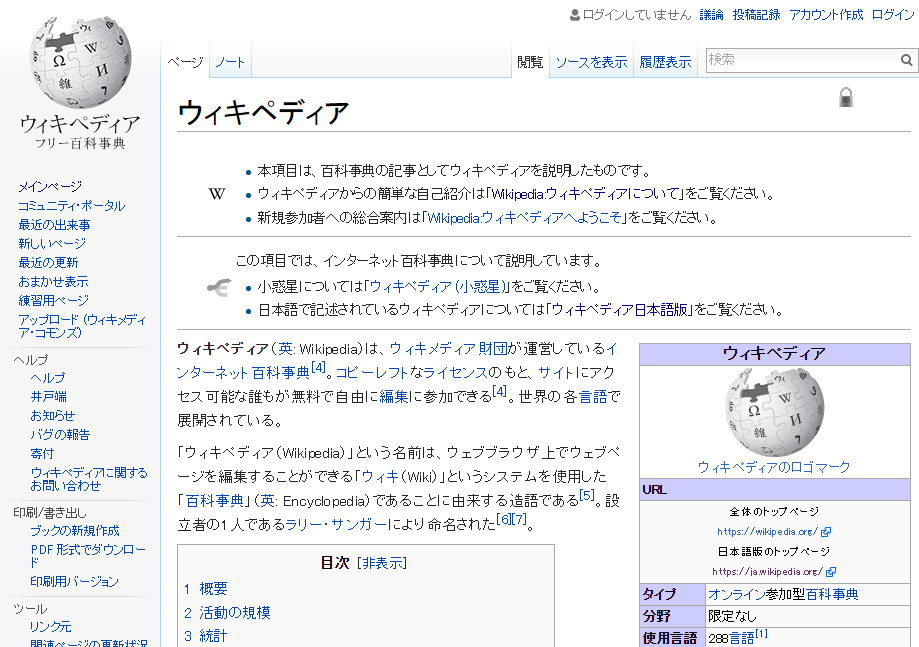 ログインしていません 議論 投稿記録 アカウント作成 ログイン
ページ ノート 閲覧 ソースを表示 履歴表示 検索
ウィキペディア
フリー百科事典
メインページ
コミュニティ・ポータル
最近の出来事
新しいページ
最近の更新
おまかせ表示
練習用ページ
アップロード (ウィキメディ
ア・コモンズ)
ヘルプ
ヘルプ
井戸端
お知らせ
バグの報告
寄付
ウィキペディアに関する
お問い合わせ
印刷/書き出し
ブックの新規作成
PDF 形式でダウンロー
ド
印刷用バージョン
ツール
リンク元
関連ページの更新状況
ウィキペディア
本項目は、百科事典の記事としてウィキペディアを説明したものです。
W
ウィキペディアからの簡単な自己紹介は「Wikipedia:ウィキペディアについて」をご覧ください。
新規参加者への総合案内は「Wikipedia:ウィキペディアへようこそ」をご覧ください。
この項目では、インターネット百科事典について説明しています。
小惑星については「ウィキペディア (小惑星)」をご覧ください。
日本語で記述されているウィキペディアについては「ウィキペディア日本語版」をご覧ください。
ウィキペディア（英: Wikipedia）は、ウィキメディア財団が運営しているイ
ンターネット百科事典[4]。コピーレフトなライセンスのもと、サイトにアク
セス可能な誰もが無料で自由に編集に参加できる[4]。世界の各言語で
展開されている。
「ウィキペディア（Wikipedia）」という名前は、ウェブブラウザ上でウェブペ
ージを編集することができる「ウィキ（Wiki）」というシステムを使用した
「百科事典」（英: Encyclopedia）であることに由来する造語である[5]。設
立者の1人であるラリー・サンガーにより命名された[6][7]。
目次 [非表示]
1 概要
2 活動の規模
3 統計
ウィキペディア
ウィキペディアのロゴマーク
URL
全体のトップページ
https://wikipedia.org/
日本語版のトップページ
https://ja.wikipedia.org/
タイプ オンライン参加型百科事典
分野 限定なし
使用言語 288言語[1]